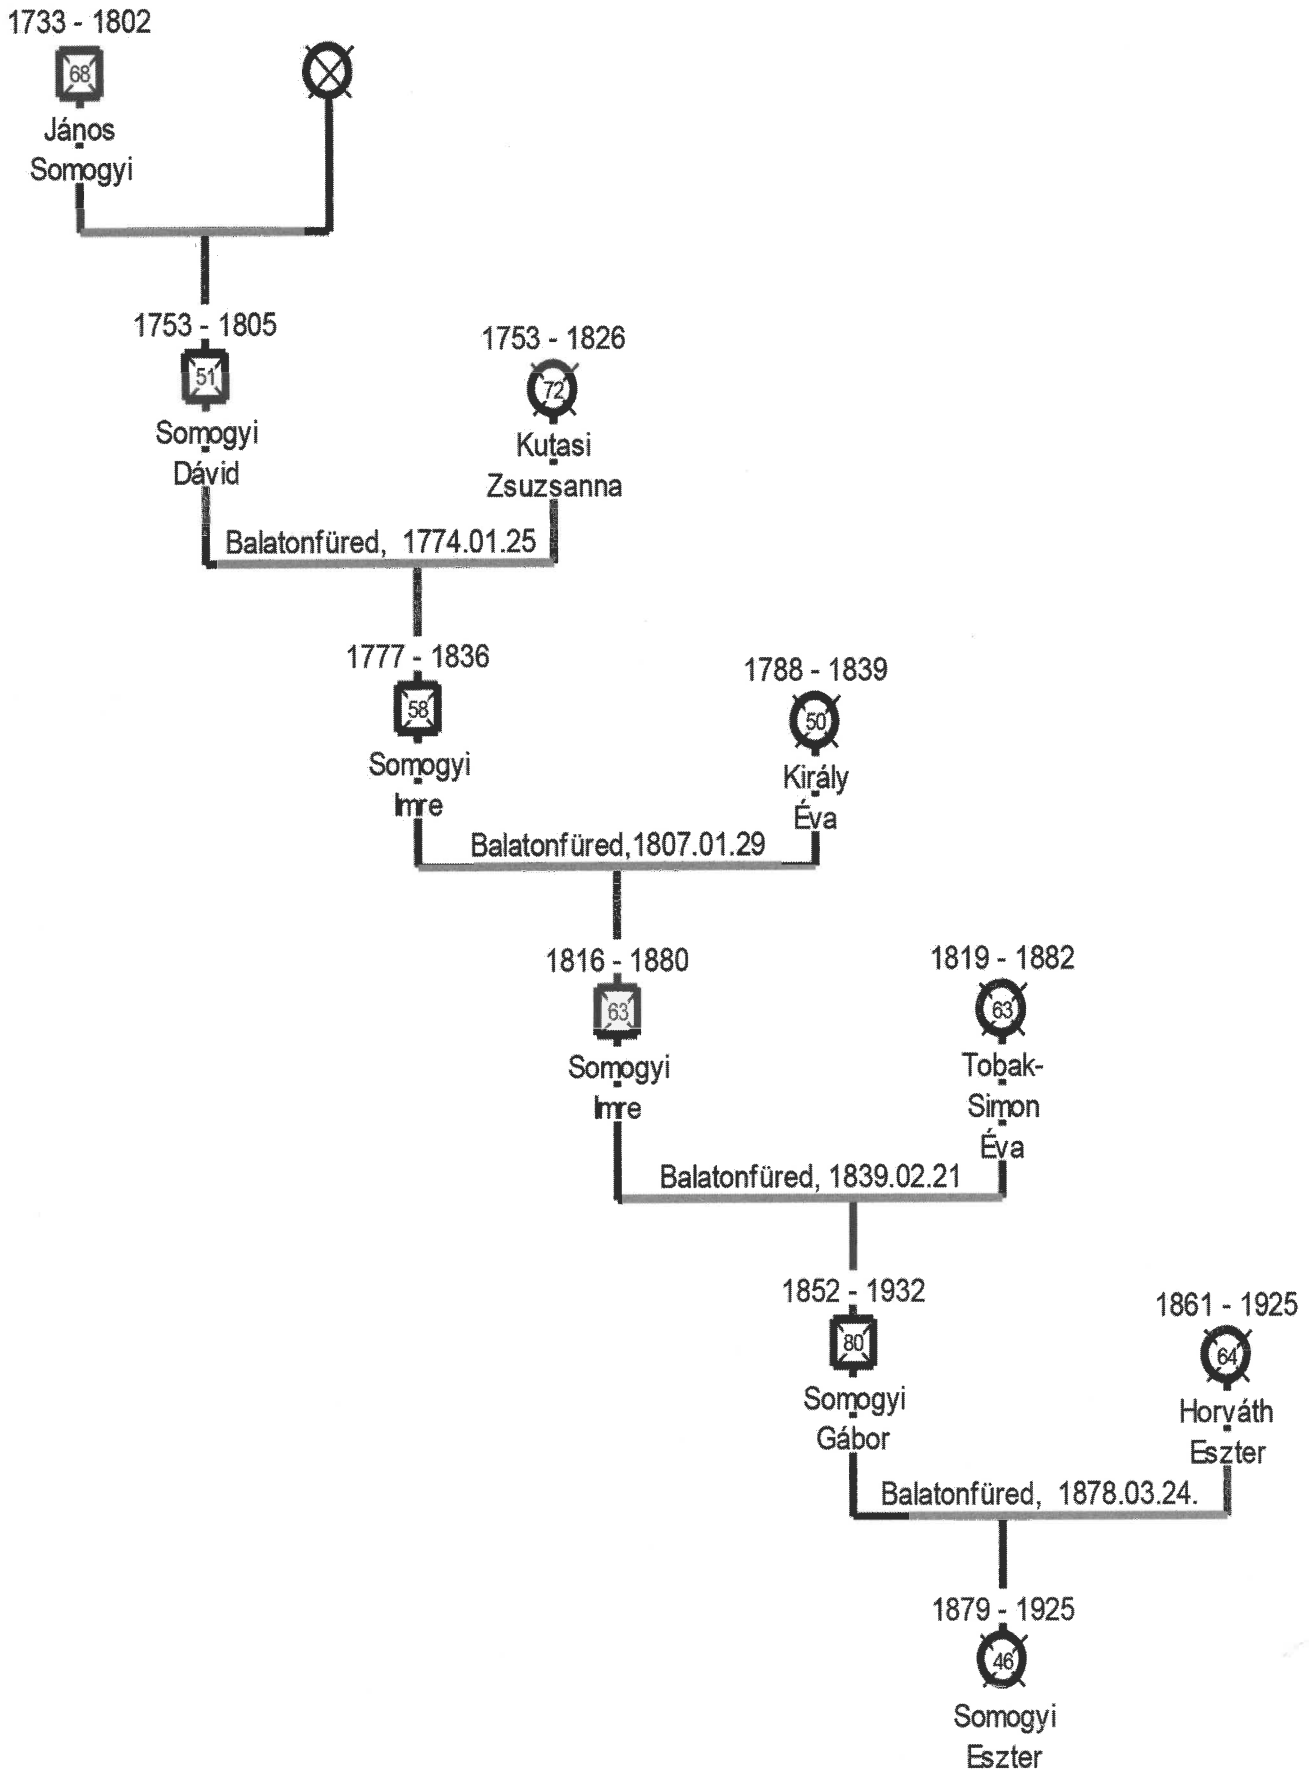 1733 - 1802
68
János
Somogyi
1753 - 1805
51
Somogyi
Dávid
1753 - 1826
72
Kutasi
Zsuzsanna
Balatonfüred, 1774.01.25
1777 - 1836
58
Somogyi
Imre
1788 - 1839
50
Király
Éva
Balatonfüred,1807.01.29
1816 - 1880
63
Somogyi
Imre
1819 - 1882
63
Tobak-
Simon
Éva
Balatonfüred, 1839.02.21
1852 - 1932
80
Somogyi
Gábor
1861 - 1925
64
Horváth
Eszter
Balatonfüred, 1878.03.24.
1879 - 1925
46
Somogyi
Eszter